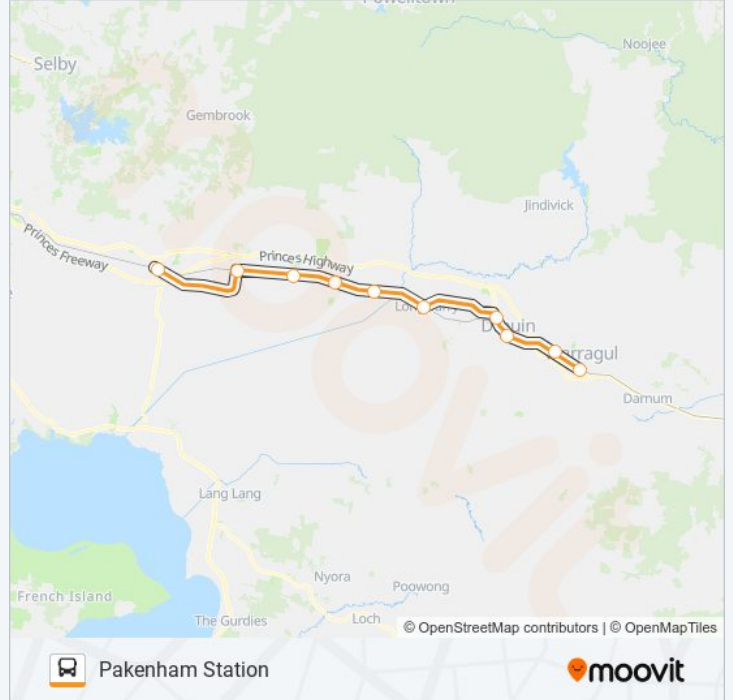 Powelltown
Noojee
Selby
Gembrook
Jindivick
Princes Freeway
Princes Highway
Longwarry
Drouin
Warragul
Darnum
Lang Lang
Nyora
Poowong
French Island
Loch
The Gurdies
© OpenStreetMap contributors | © OpenMapTiles
Pakenham Station
moovit